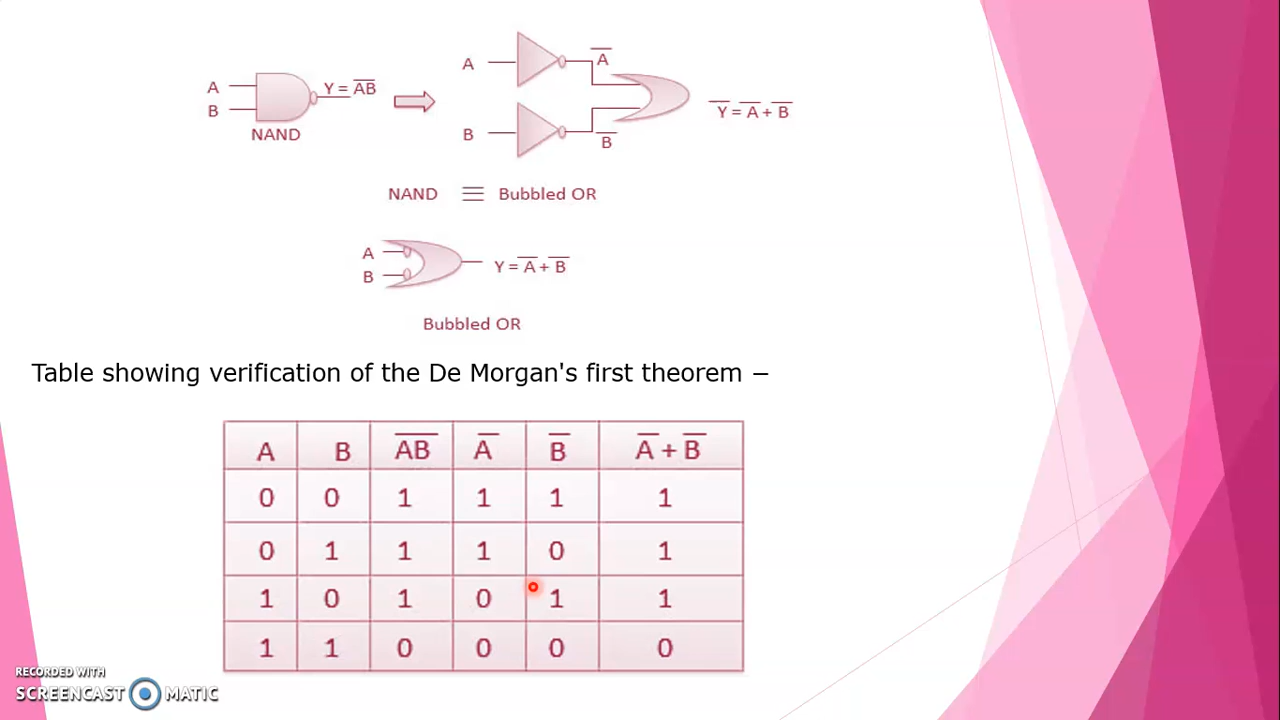 A
B
Y = A̅B̅
NAND
A
A̅
B
B̅
Y̅ = A̅ + B̅
NAND ≡ Bubbled OR
A
B
Y = A̅ + B̅
Bubbled OR
Table showing verification of the De Morgan's first theorem −
A B A̅B̅ A̅ B̅ A̅ + B̅
0 0 1 1 1 1
0 1 1 1 0 1
1 0 1 0 1 1
1 1 0 0 0 0
RECORDED WITH
SCREENCAST MATIC